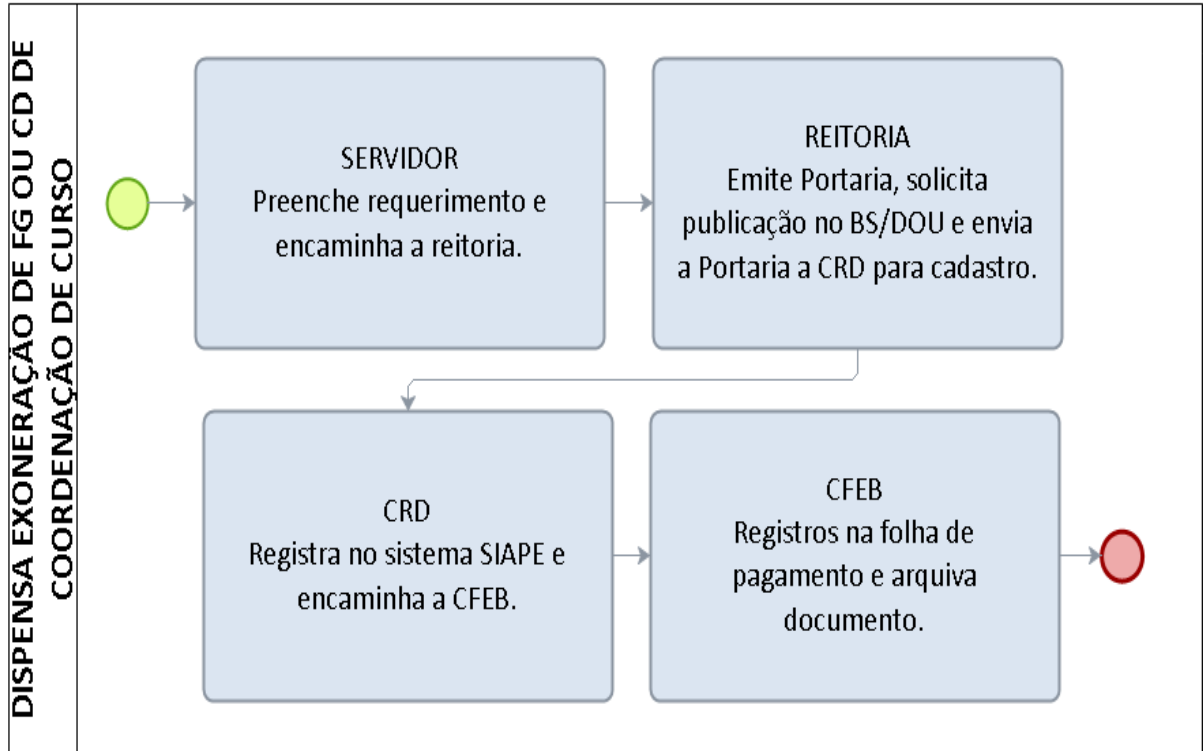 DISPENSA EXONERAÇÃO DE FG OU CD DE
COORDENAÇÃO DE CURSO
SERVIDOR
Preenche requerimento e
encaminha a reitoria.
REITORIA
Emite Portaria, solicita
publicação no BS/DOU e envia
a Portaria a CRD para cadastro.
CRD
Registra no sistema SIAPE e
encaminha a CFEB.
CFEB
Registros na folha de
pagamento e arquiva
documento.